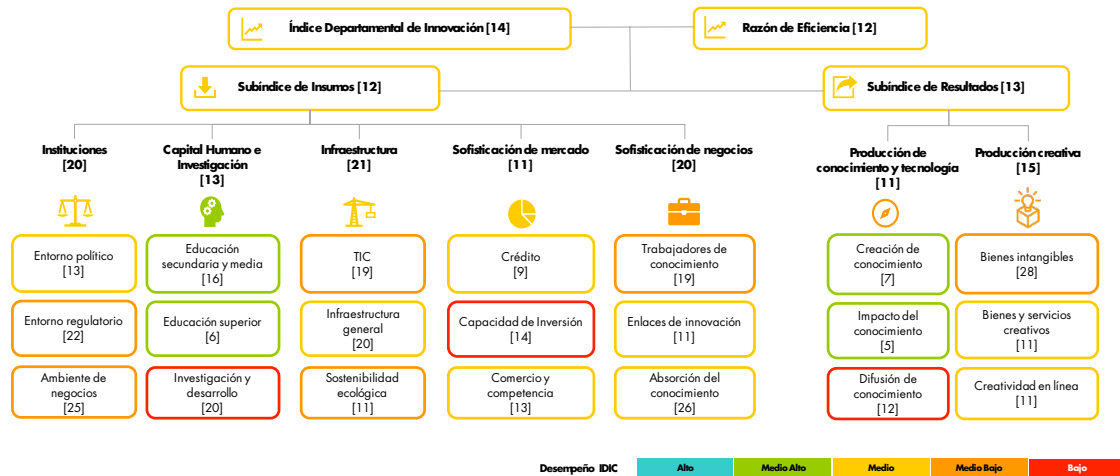 Índice Departamental de Innovación [14]
Razón de Eficiencia [12]
Subíndice de Insumos [12]
Subíndice de Resultados [13]
Instituciones
[20]
Capital Humano e
Investigación
[13]
Infraestructura
[21]
Sofisticación de mercado
[11]
Sofisticación de negocios
[20]
Producción de
conocimiento y tecnología
[11]
Producción creativa
[15]
Entorno político
[13]
Educación
secundaria y media
[16]
TIC
[19]
Crédito
[9]
Trabajadores de
conocimiento
[19]
Creación de
conocimiento
[7]
Bienes intangibles
[28]
Entorno regulatorio
[22]
Educación superior
[6]
Infraestructura
general
[20]
Capacidad de Inversión
[14]
Enlaces de innovación
[11]
Impacto del
conocimiento
[5]
Bienes y servicios
creativos
[11]
Ambiente de
negocios
[25]
Investigación y
desarrollo
[20]
Sostenibilidad
ecológica
[11]
Comercio y
competencia
[13]
Absorción del
conocimiento
[26]
Difusión de
conocimiento
[12]
Creatividad en línea
[11]
Desempeño IDIC
Alto
Medio Alto
Medio
Medio Bajo
Bajo